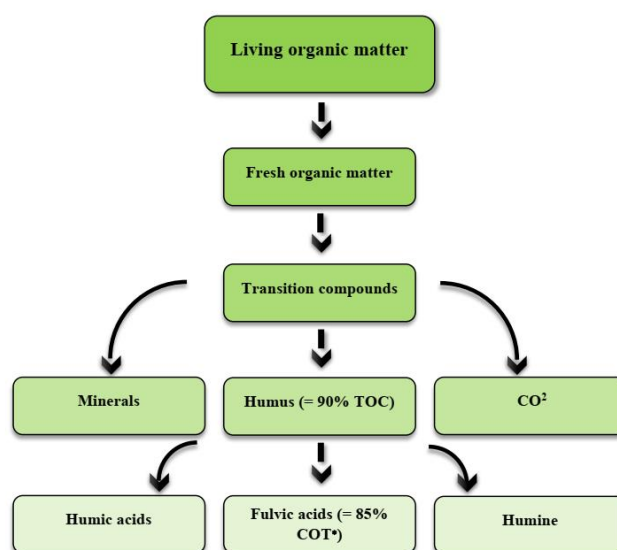 Living organic matter
Fresh organic matter
Transition compounds
Minerals
Humus (= 90% TOC)
CO²
Humic acids
Fulvic acids (= 85%
COT•)
Humine